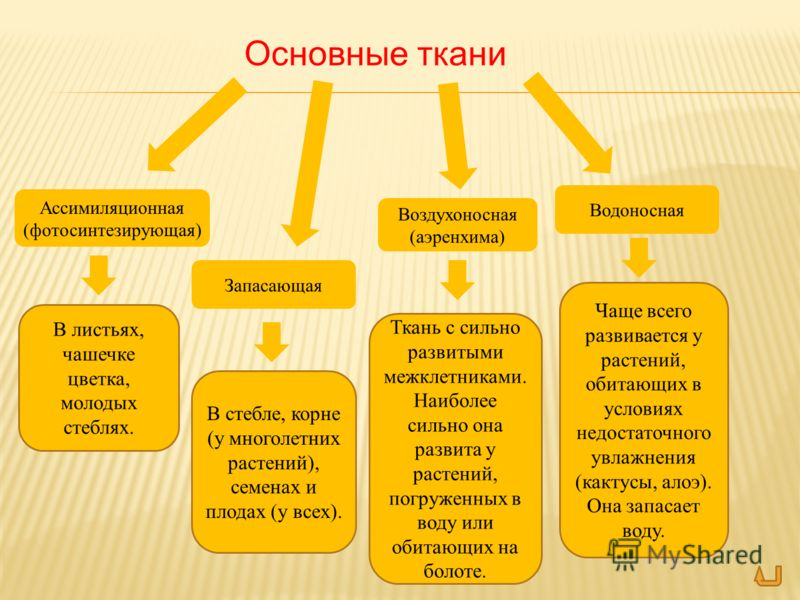 Основные ткани
Ассимиляционная
(фотосинтезирующая)
В листьях,
чашечке
цветка,
молодых
стеблях.
Запасающая
В стебле, корне
(у многолетних
растений),
семенах и
плодах (у всех).
Воздухоносная
(аэренхима)
Ткань с сильно
развитыми
межклетниками.
Наиболее
сильно она
развита у
растений,
погруженных в
воду или
обитающих на
болоте.
Водоносная
Чаще всего
развивается у
растений,
обитающих в
условиях
недостаточного
увлажнения
(кактусы, алоэ).
Она запасает
воду.
MyShared